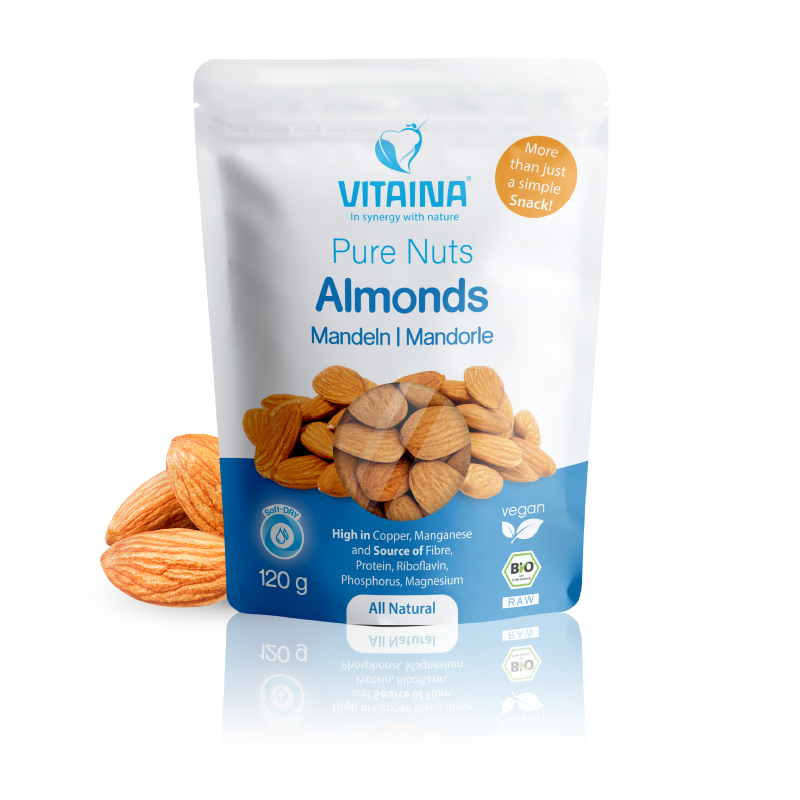 VITAINA®
In synergy with nature
More
than just
a simple
Snack!
Pure Nuts
Almonds
Mandeln | Mandorle
Soft-DRY
120 g
High in Copper, Manganese
and Source of Fibre,
Protein, Riboflavin,
Phosphorus, Magnesium
All Natural
vegan
BIO
RAW